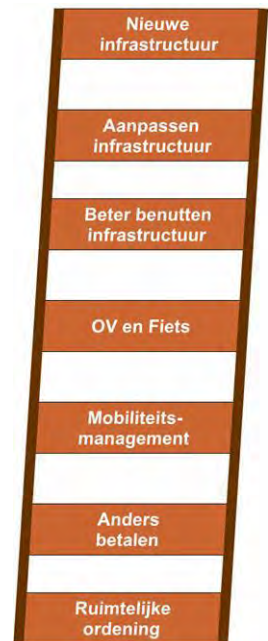 Nieuwe
infrastructuur
Aanpassen
infrastructuur
Beter benutten
infrastructuur
OV en Fiets
Mobiliteits-
management
Anders
betalen
Ruimtelijke
ordening